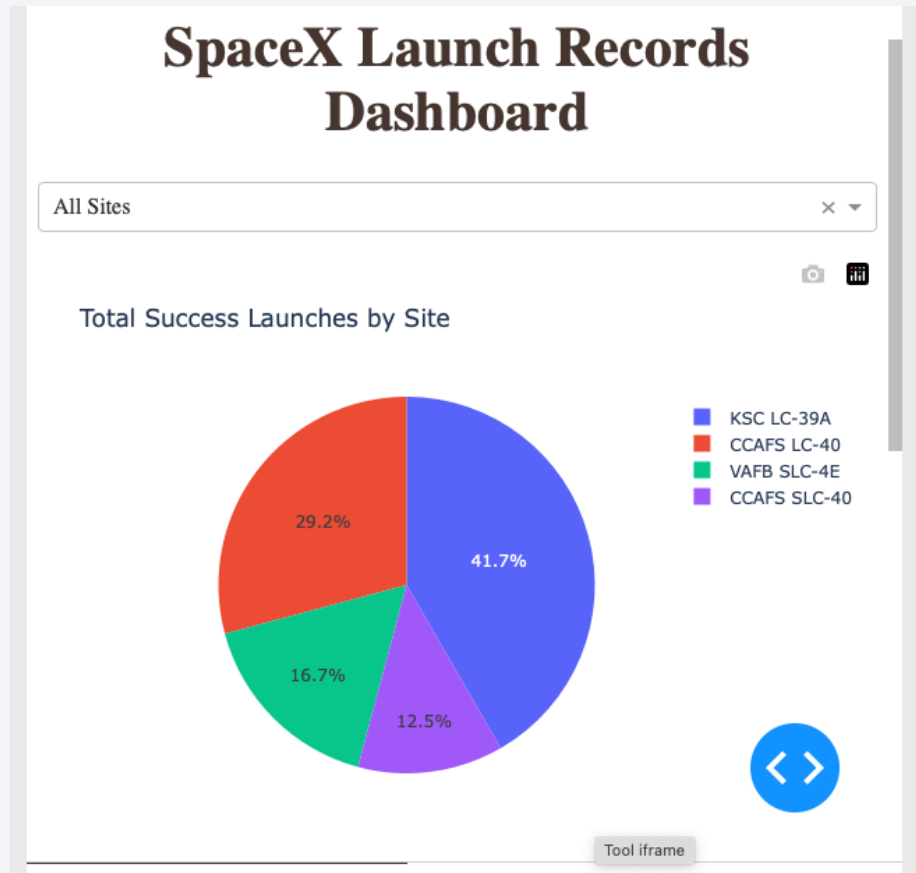 SpaceX Launch Records
Dashboard
All Sites
Total Success Launches by Site
KSC LC-39A
CCAFS LC-40
VAFB SLC-4E
CCAFS SLC-40
29.2%
41.7%
16.7%
12.5%
Tool iframe